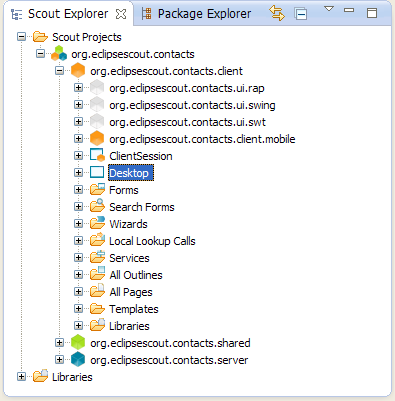 Scout Explorer Package Explorer
Scout Projects
org.eclipsescout.contacts
org.eclipsescout.contacts.client
org.eclipsescout.contacts.ui.rap
org.eclipsescout.contacts.ui.swing
org.eclipsescout.contacts.ui.swt
org.eclipsescout.contacts.client.mobile
ClientSession
Desktop
Forms
Search Forms
Wizards
Local Lookup Calls
Services
All Outlines
All Pages
Templates
Libraries
org.eclipsescout.contacts.shared
org.eclipsescout.contacts.server
Libraries